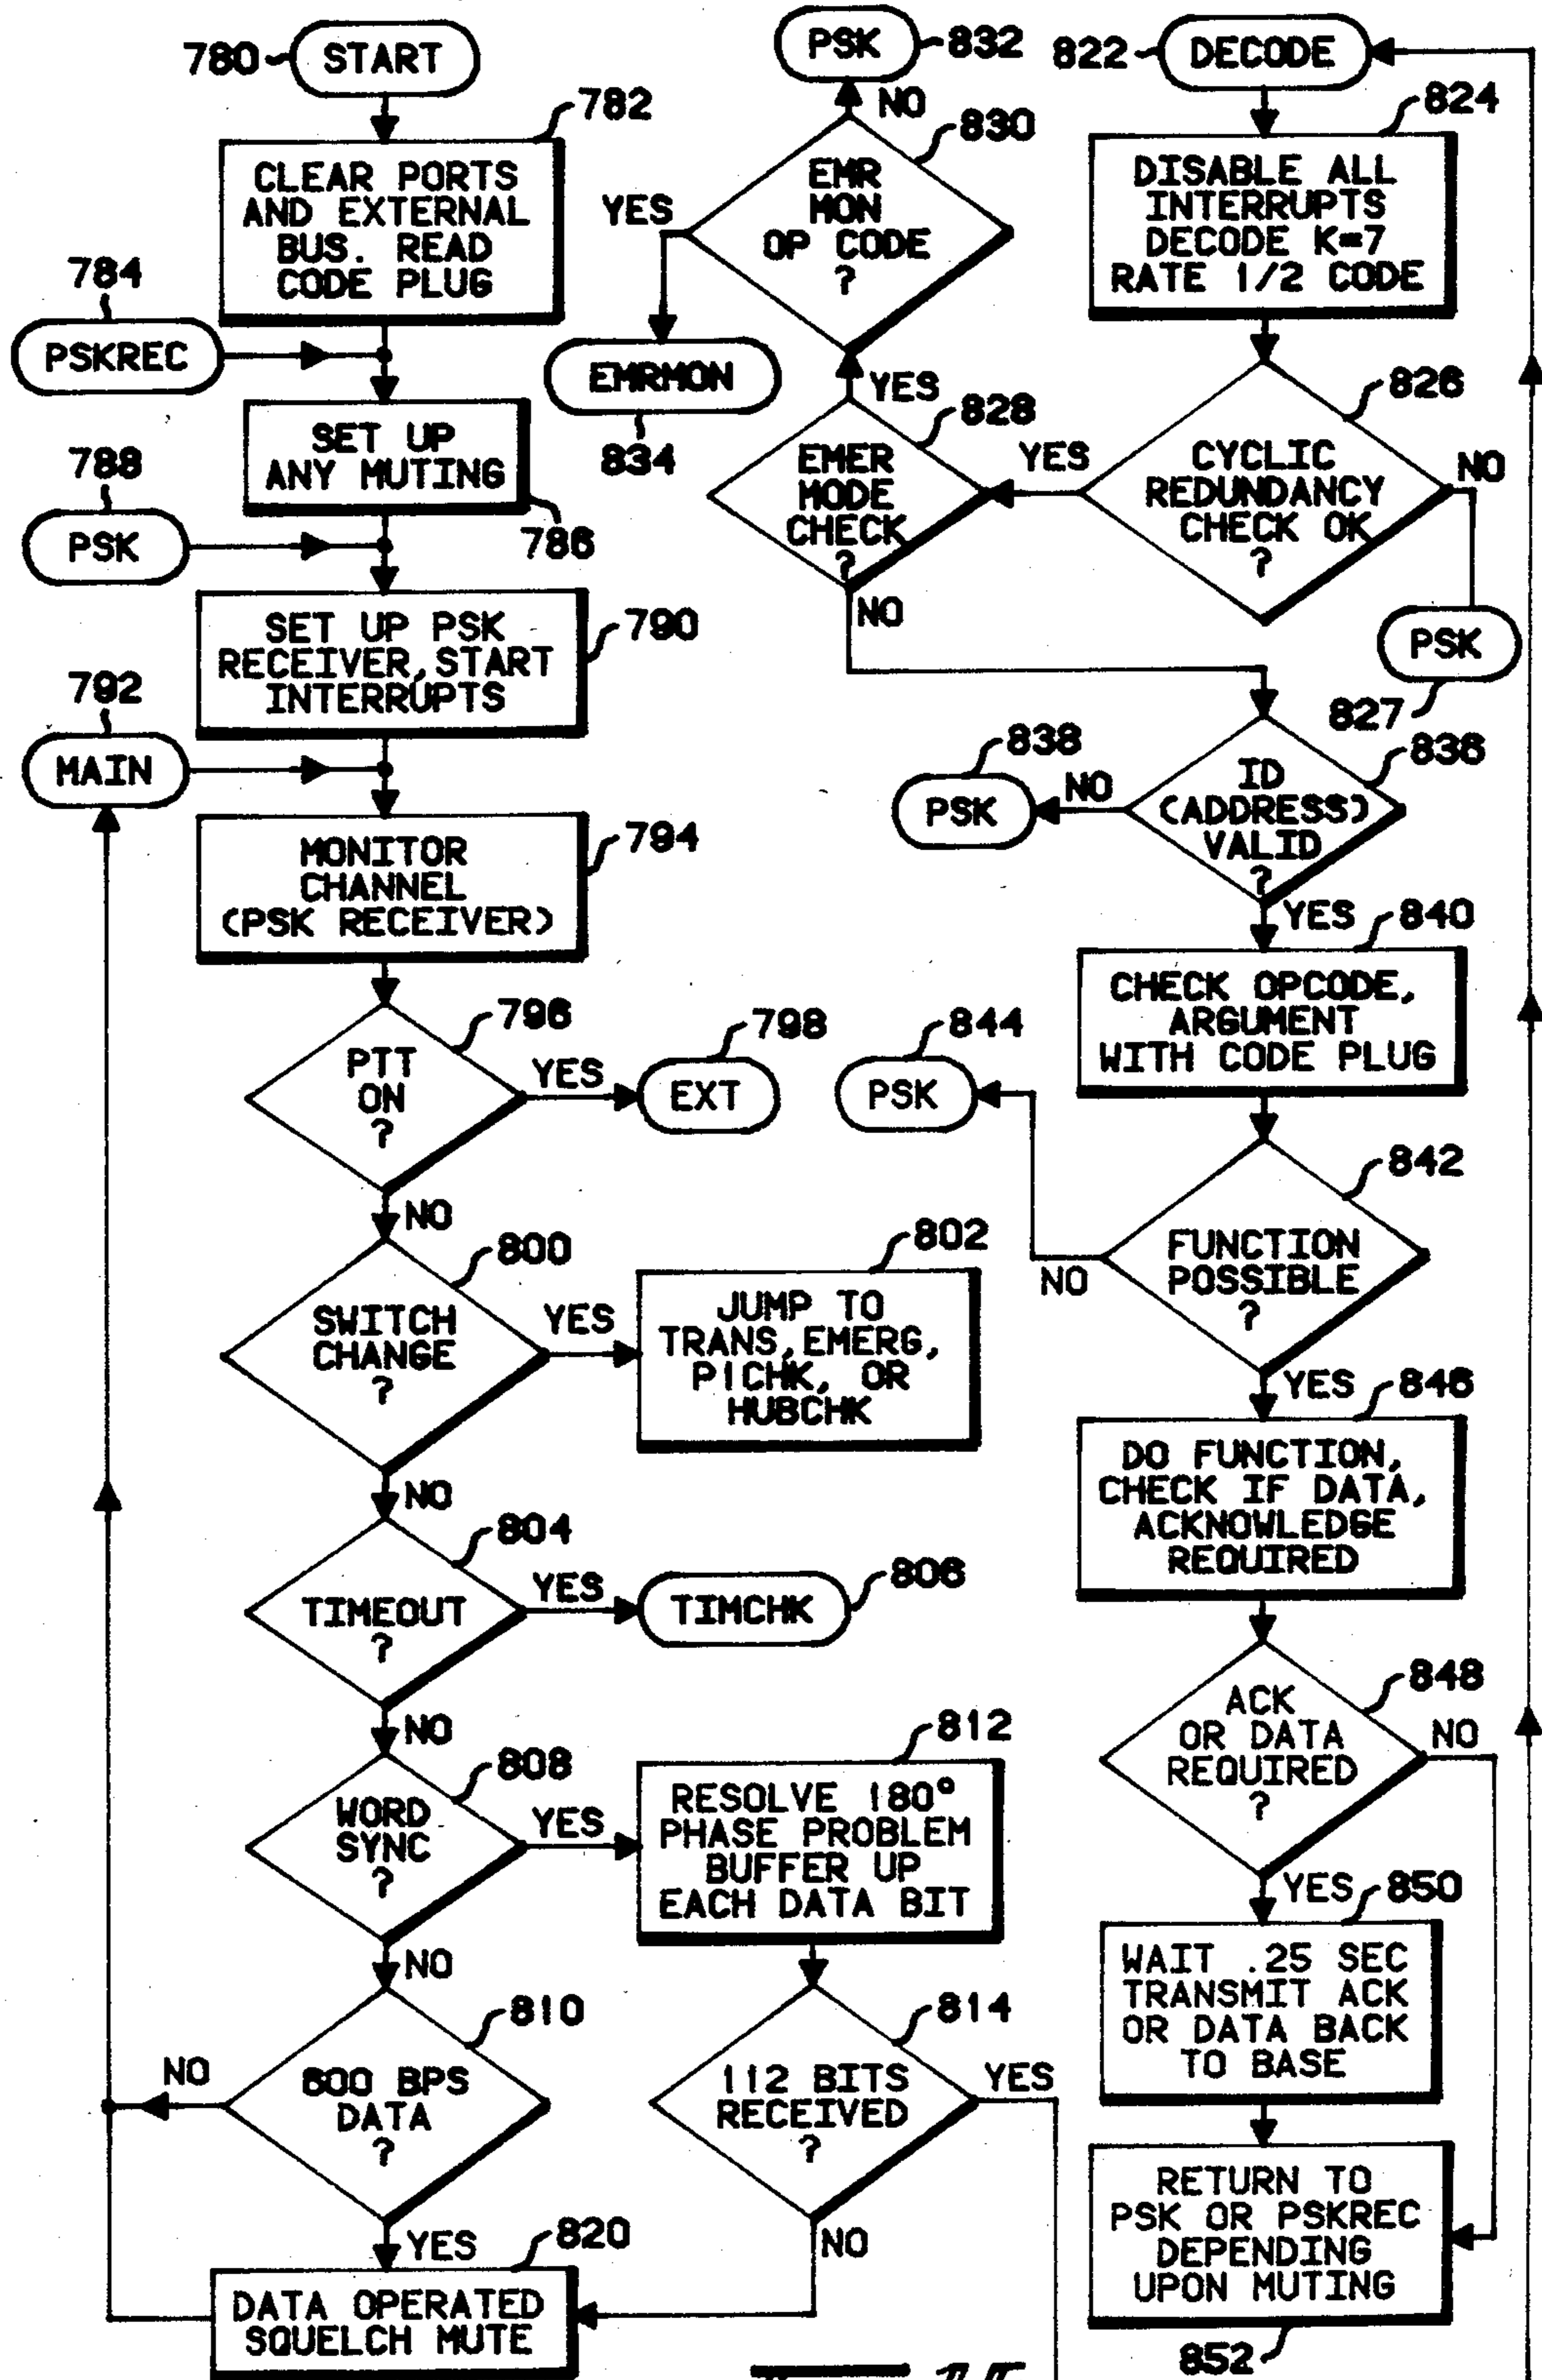 780
START
782
CLEAR PORTS
AND EXTERNAL
BUS. READ
CODE PLUG
784
PSKREC
SET UP
ANY MUTING
786
788
PSK
SET UP PSK
RECEIVER, START
INTERRUPTS
790
792
MAIN
MONITOR
CHANNEL
(PSK RECEIVER)
794
PTT
ON
?
796
YES
EXT
798
NO
SWITCH
CHANGE
?
800
YES
JUMP TO
TRANS, EMERG,
PICHK, OR
HUBCHK
802
NO
TIMEOUT
?
804
YES
TIMCHK
806
NO
WORD
SYNC
?
808
YES
RESOLVE 180°
PHASE PROBLEM
BUFFER UP
EACH DATA BIT
812
NO
600 BPS
DATA
?
810
NO
YES
112 BITS
RECEIVED
?
814
YES
NO
DATA OPERATED
SQUELCH MUTE
820
PSK
832
NO
EMR
MON
OP CODE
?
830
YES
EMRMON
834
YES
EMER
MODE
CHECK
?
828
NO
822
DECODE
824
DISABLE ALL
INTERRUPTS
DECODE K=7
RATE 1/2 CODE
CYCLIC
REDUNDANCY
CHECK OK
?
826
YES
NO
PSK
827
ID
(ADDRESS)
VALID
?
836
NO
PSK
838
YES
840
CHECK OPCODE,
ARGUMENT
WITH CODE PLUG
FUNCTION
POSSIBLE
?
842
NO
PSK
844
YES
846
DO FUNCTION,
CHECK IF DATA,
ACKNOWLEDGE
REQUIRED
ACK
OR DATA
REQUIRED
?
848
NO
YES
850
WAIT .25 SEC
TRANSMIT ACK
OR DATA BACK
TO BASE
RETURN TO
PSK OR PSKREC
DEPENDING
UPON MUTING
852